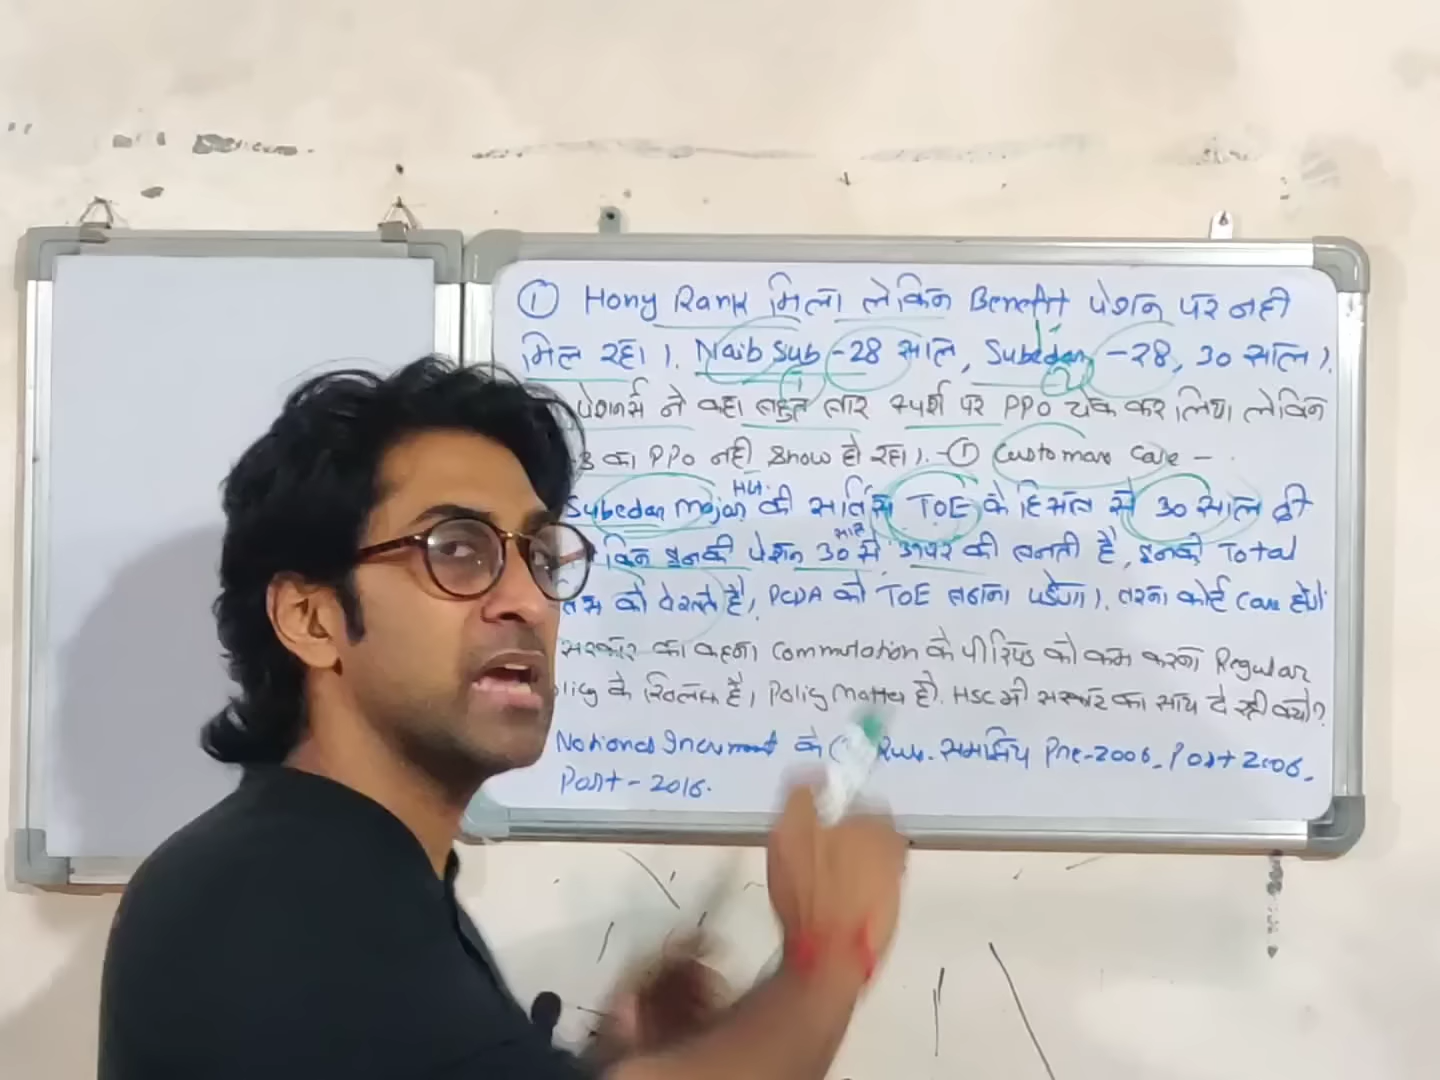 ① Hony Rank मिला लेकिन Benefit पेंशन पर नही
मिल रहा। Naib Sub -28 साल, Subedar -28, 30 साल।
पेंशनर्स ने कहा बहुत बार स्पर्श पर PPO चेक कर लिया लेकिन
का PPO नही show हो रहा। - ① Customer Care -
Subedar Major की सर्विस TOE के हिसाब से 30 साल की
किन इनकी पेंशन 30 साल से ऊपर की बनती है, इनकी Total
को देखते है, PCDA को TOE बढाना पडेगा। वरना कोई Case होगा
सरकार का कहना Commutation के पीरियड को कम करना Regular
licy के खिलाफ है, Policy Matter है। HSC भी सरकार का साथ दे रही क्यों?
Notional Increment के Pre-2006, Post 2006,
Post - 2016.